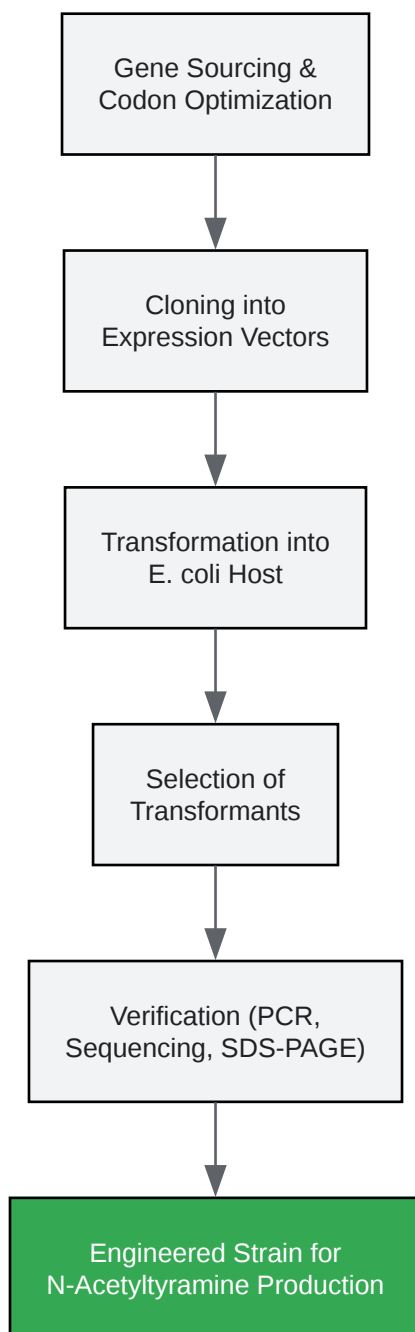 Gene Sourcing &
Codon Optimization
Cloning into
Expression Vectors
Transformation into
E. coli Host
Selection of
Transformants
Verification (PCR,
Sequencing, SDS-PAGE)
Engineered Strain for
N-Acetyltyramine Production